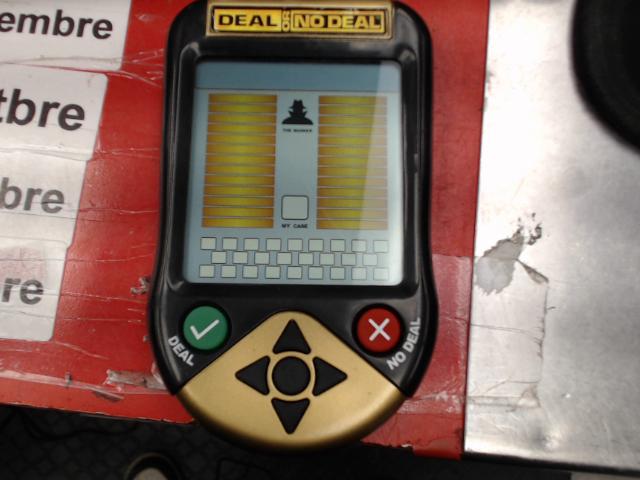 embre
tbre
bre
re
DEAL OR NO DEAL
THE BANKER
MY CASE
DEAL
NO DEAL